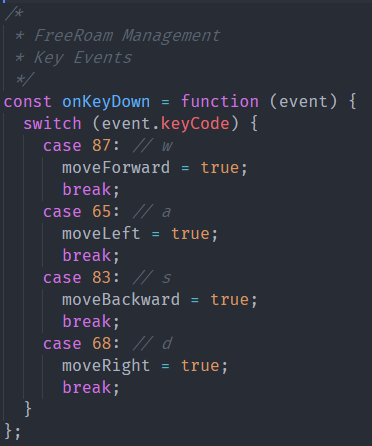 /*
 * FreeRoam Management
 * Key Events
 */
const onKeyDown = function (event) {
  switch (event.keyCode) {
    case 87: // w
      moveForward = true;
      break;
    case 65: // a
      moveLeft = true;
      break;
    case 83: // s
      moveBackward = true;
      break;
    case 68: // d
      moveRight = true;
      break;
  }
};